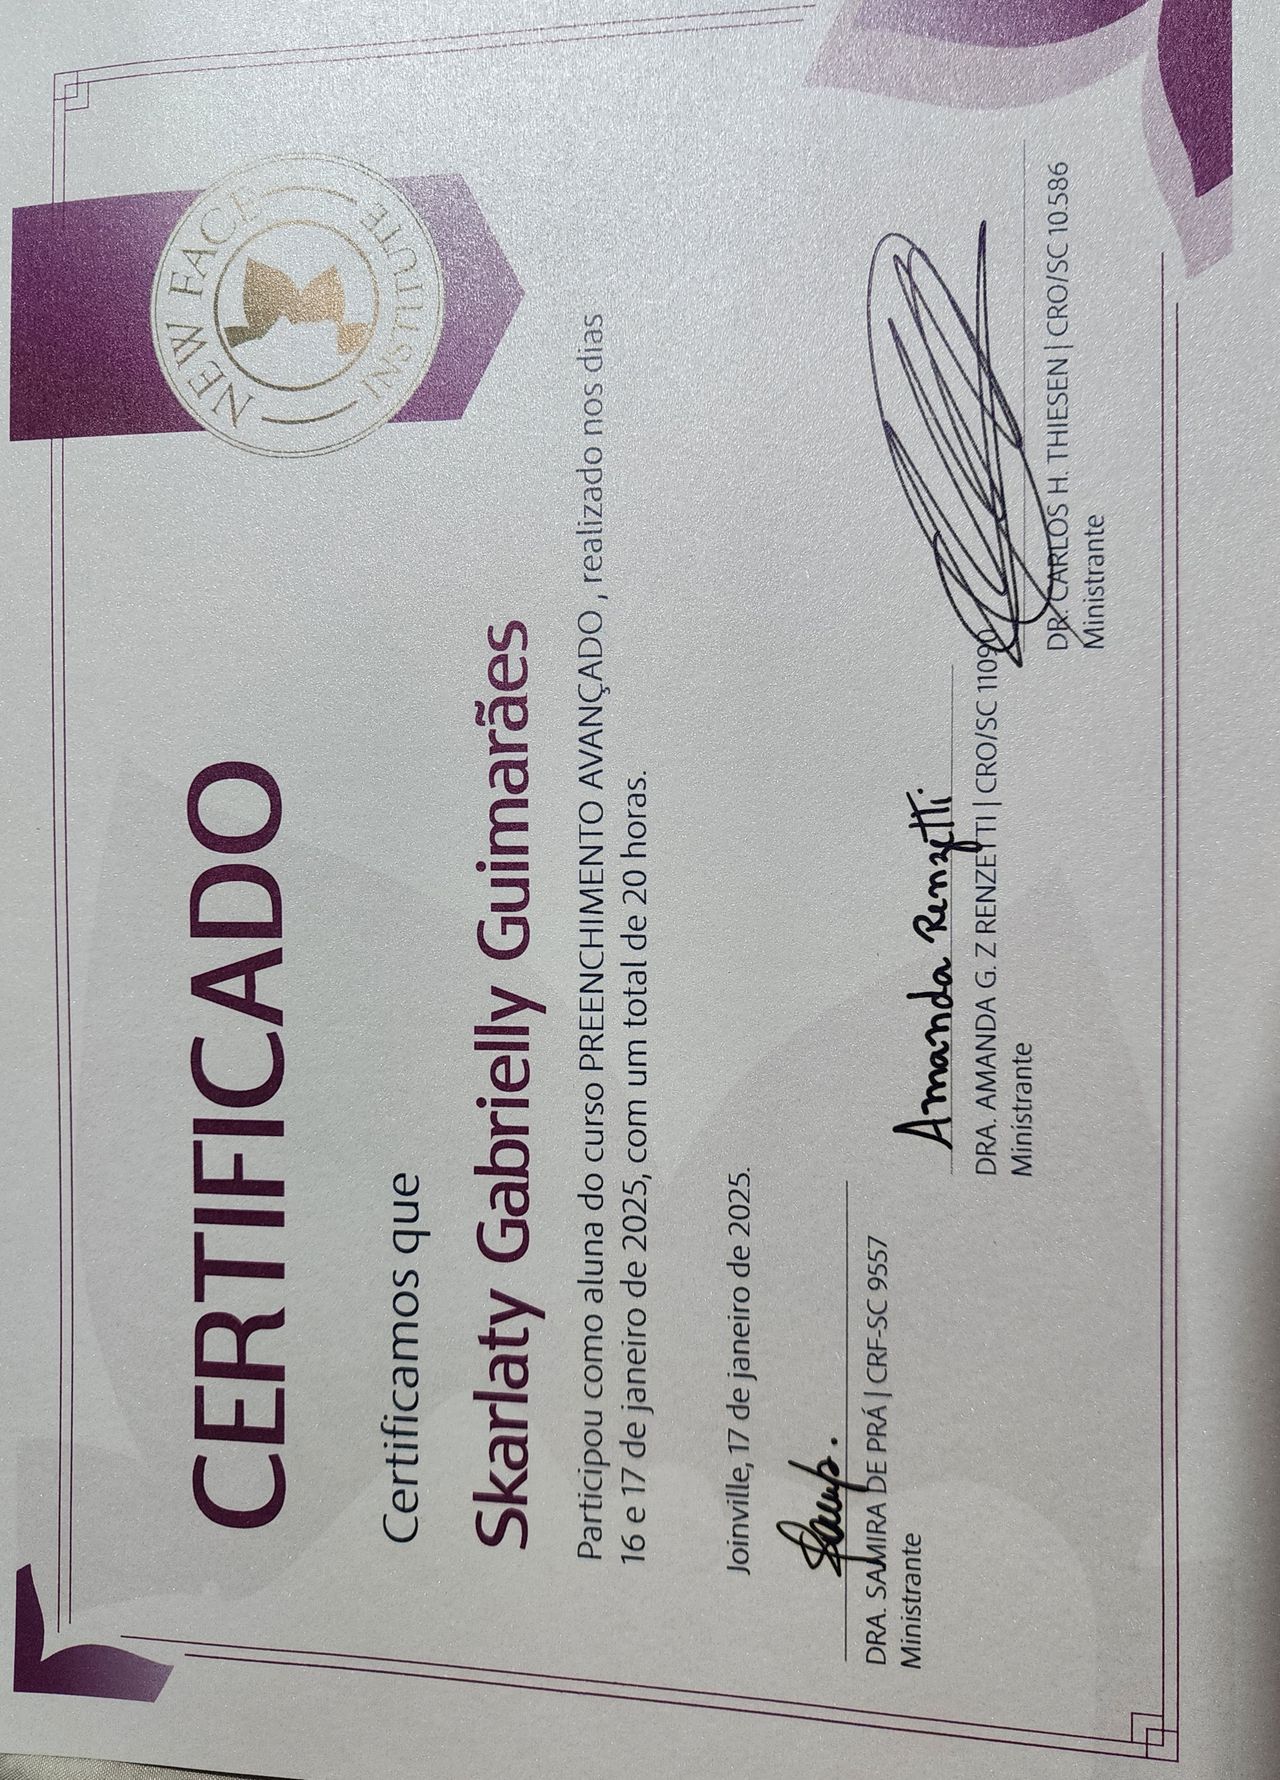 NEW FACE
INSTITUTE
CERTIFICADO
Certificamos que
Skarlaty Gabrielly Guimarães
Participou como aluna do curso PREENCHIMENTO AVANÇADO , realizado nos dias
16 e 17 de janeiro de 2025, com um total de 20 horas.
Joinville, 17 de janeiro de 2025.
DRA. SAMIRA DE PRÁ | CRF-SC 9557
Ministrante
Amanda Renzetti
DRA. AMANDA G. Z RENZETTI | CRO/SC 11090
Ministrante
DR. CARLOS H. THIESEN | CRO/SC 10.586
Ministrante